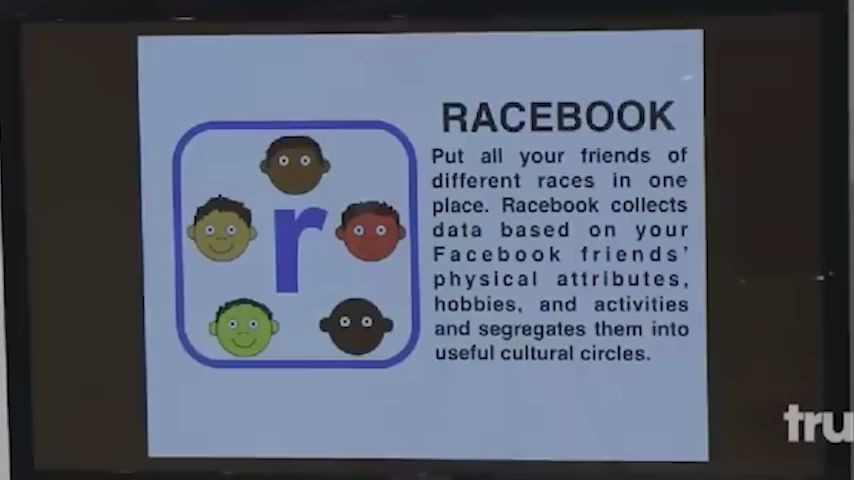 RACEBOOK
Put all your friends of
different races in one
place. Racebook collects
data based on your
Facebook friends'
physical attributes,
hobbies, and activities
and segregates them into
useful cultural circles.
r
tru